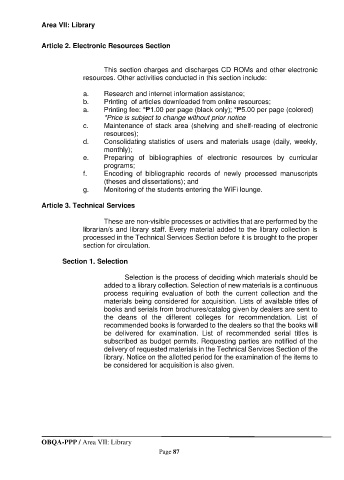 Area VII: Library
Article 2. Electronic Resources Section
This section charges and discharges CD ROMs and other electronic
resources. Other activities conducted in this section include:
a. Research and internet information assistance;
b. Printing of articles downloaded from online resources;
a. Printing fee: "₱1.00 per page (black only); "₱5.00 per page (colored)
"Price is subject to change without prior notice
c. Maintenance of stack area (shelving and shelf-reading of electronic
resources);
d. Consolidating statistics of users and materials usage (daily, weekly,
monthly);
e. Preparing of bibliographies of electronic resources by curricular
programs;
f. Encoding of bibliographic records of newly processed manuscripts
(theses and dissertations); and
g. Monitoring of the students entering the WiFi lounge.
Article 3. Technical Services
These are non-visible processes or activities that are performed by the
librarian/s and library staff. Every material added to the library collection is
processed in the Technical Services Section before it is brought to the proper
section for circulation.
Section 1. Selection
Selection is the process of deciding which materials should be
added to a library collection. Selection of new materials is a continuous
process requiring evaluation of both the current collection and the
materials being considered for acquisition. Lists of available titles of
books and serials from brochures/catalog given by dealers are sent to
the deans of the different colleges for recommendation. List of
recommended books is forwarded to the dealers so that the books will
be delivered for examination. List of recommended serial titles is
subscribed as budget permits. Requesting parties are notified of the
delivery of requested materials in the Technical Services Section of the
library. Notice on the allotted period for the examination of the items to
be considered for acquisition is also given.
OBQA-PPP / Area VII: Library
Page 87